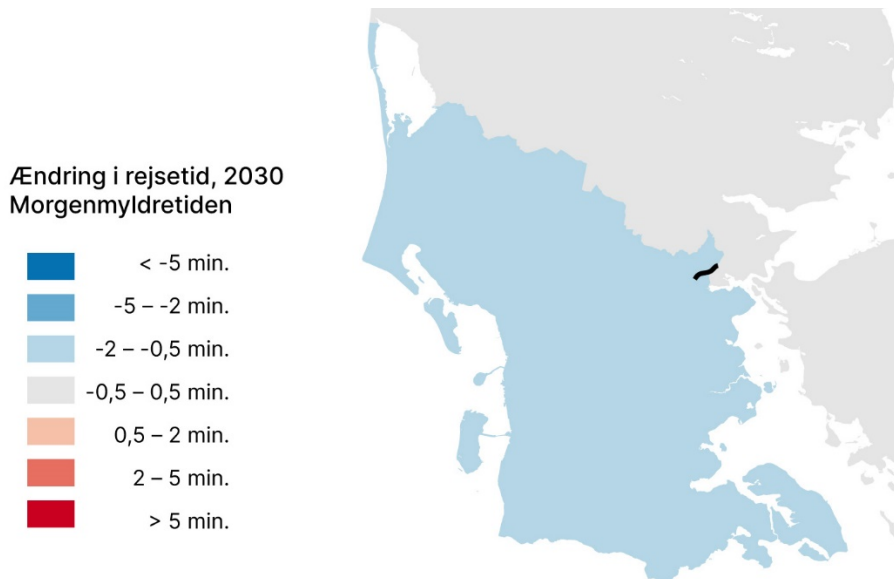 Ændring i rejsetid, 2030
Morgenmyldretiden
< -5 min.
-5 – -2 min.
-2 – -0,5 min.
-0,5 – 0,5 min.
0,5 – 2 min.
2 – 5 min.
> 5 min.